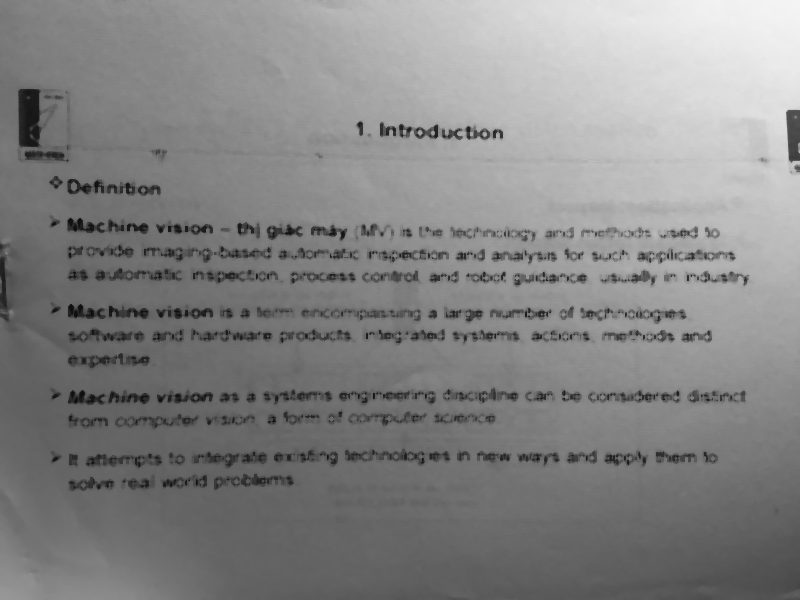 1. Introduction
❖ Definition
➢ Machine vision – thị giác máy (MV) is the technology and methods used to
provide imaging-based automatic inspection and analysis for such applications
as automatic inspection, process control, and robot guidance, usually in industry
➢ Machine vision is a term encompassing a large number of technologies,
software and hardware products, integrated systems, actions, methods and
expertise.
➢ Machine vision as a systems engineering discipline can be considered distinct
from computer vision, a form of computer science.
➢ It attempts to integrate existing technologies in new ways and apply them to
solve real world problems